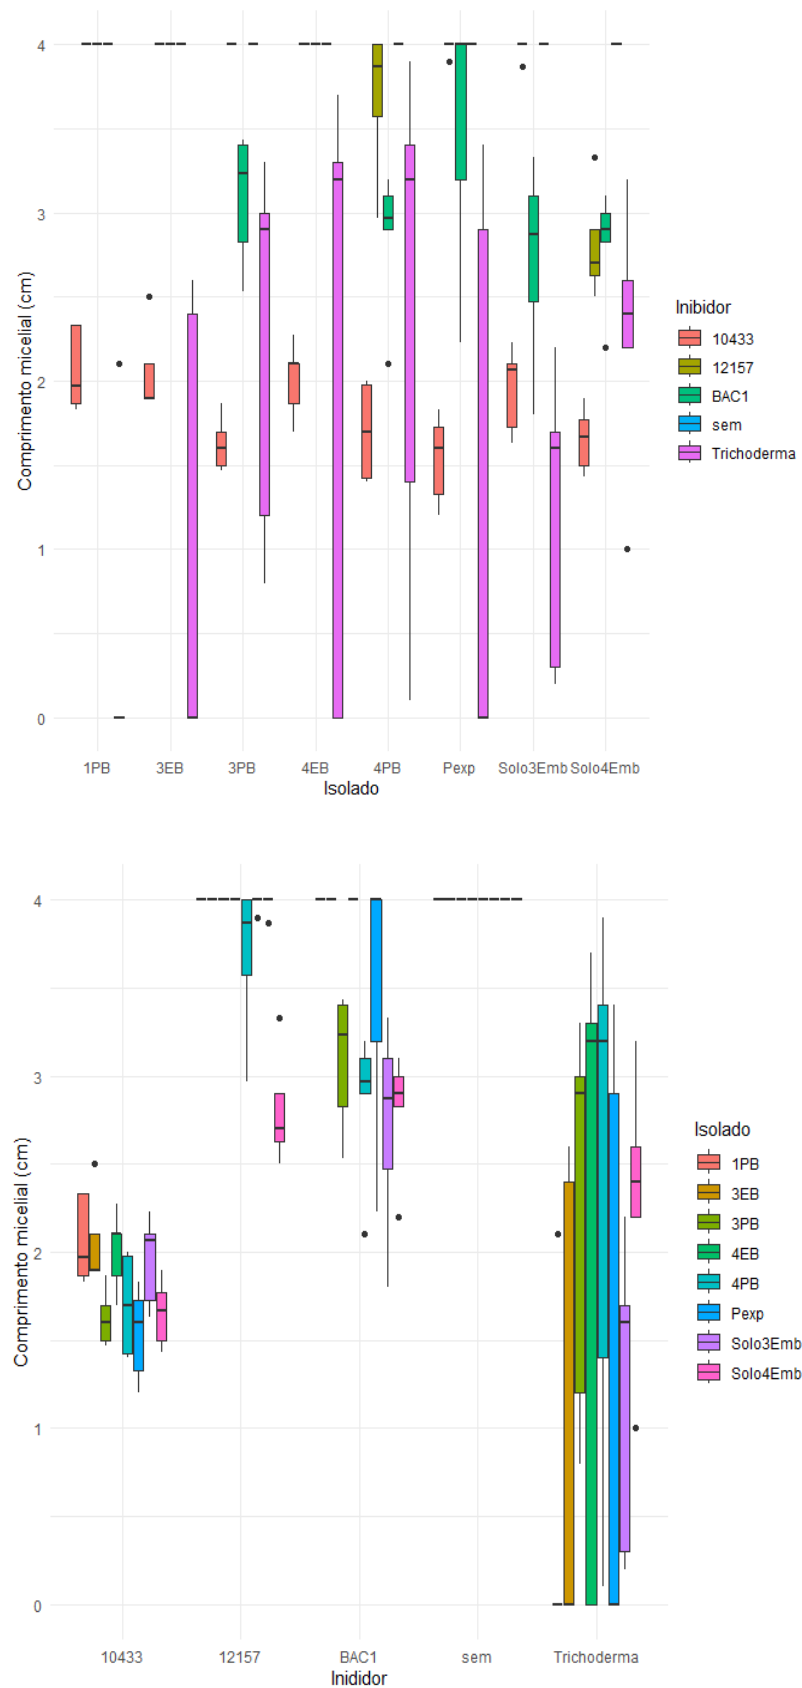 4
3
2
1
0
Comprimento micelial (cm)
1PB 3EB 3PB 4EB 4PB Pexp Solo3Emb Solo4Emb
Isolado
Inibidor
10433
12157
BAC1
sem
Trichoderma
4
3
2
1
0
Comprimento micelial (cm)
10433 12157 BAC1 sem Trichoderma
Inididor
Isolado
1PB
3EB
3PB
4EB
4PB
Pexp
Solo3Emb
Solo4Emb